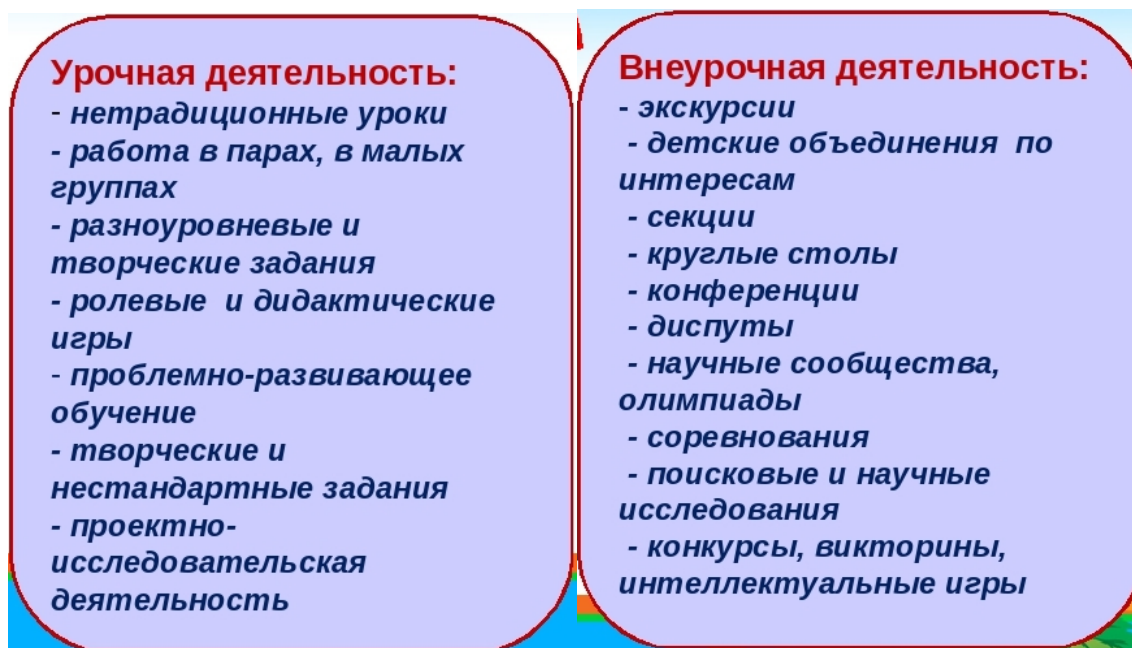 Урочная деятельность:
- нетрадиционные уроки
- работа в парах, в малых
группах
- разноуровневые и
творческие задания
- ролевые и дидактические
игры
- проблемно-развивающее
обучение
- творческие и
нестандартные задания
- проектно-
исследовательская
деятельность
Внеурочная деятельность:
- экскурсии
- детские объединения по
интересам
- секции
- круглые столы
- конференции
- диспуты
- научные сообщества,
олимпиады
- соревнования
- поисковые и научные
исследования
- конкурсы, викторины,
интеллектуальные игры